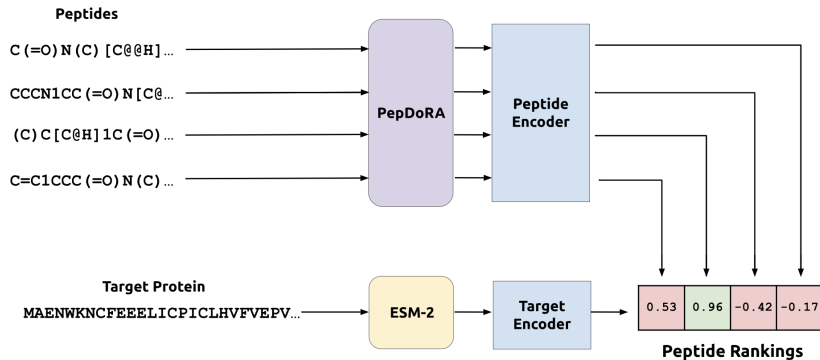 Peptides
C(=O)N(C)[C@@H]…
CCCN1CC(=O)N[C@…
(C)C[C@H]1C(=O)…
C=C1CCC(=O)N(C)…
PepDoRA
Peptide
Encoder
Target Protein
MAENWKNCFEEELICPICLHVFVEPV…
ESM-2
Target
Encoder
0.53 0.96 -0.42 -0.17
Peptide Rankings